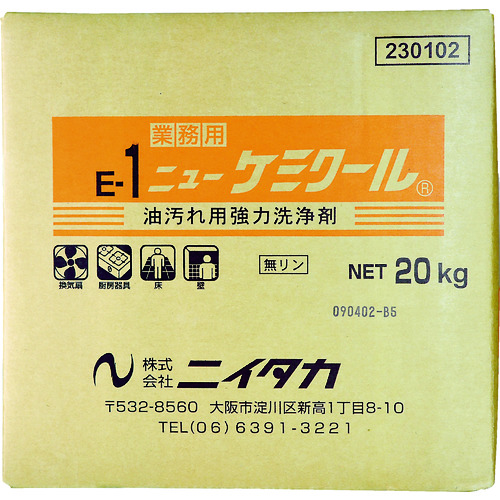 230102
業務用
E-1 ニューケミクール®
油汚れ用強力洗浄剤
換気扇 厨房器具 床 壁
無リン
NET 20kg
090402-B5
株式会社 ニイタカ
〒532-8560 大阪市淀川区新高1丁目8-10
TEL(06)6391-3221